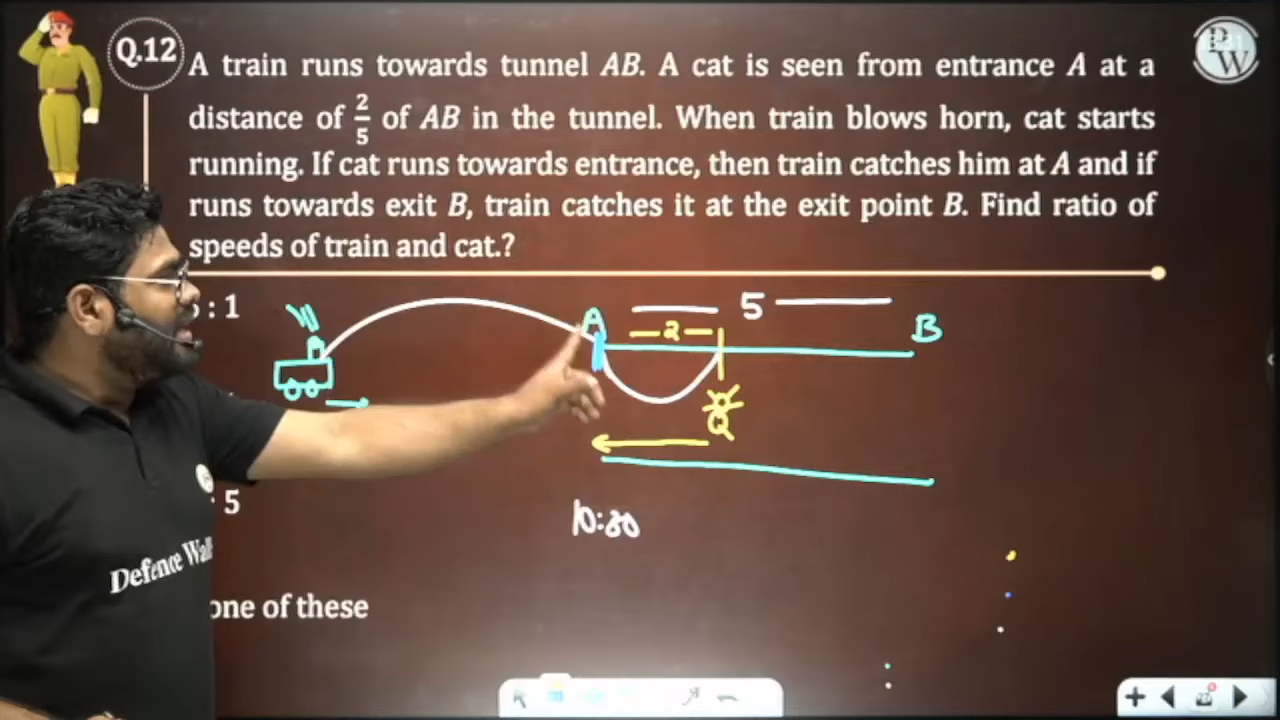 Q.12
A train runs towards tunnel AB. A cat is seen from entrance A at a
distance of 2/5 of AB in the tunnel. When train blows horn, cat starts
running. If cat runs towards entrance, then train catches him at A and if
runs towards exit B, train catches it at the exit point B. Find ratio of
speeds of train and cat.?
PW
: 1
A
5
B
2
5
10:30
Defence Wal
one of these